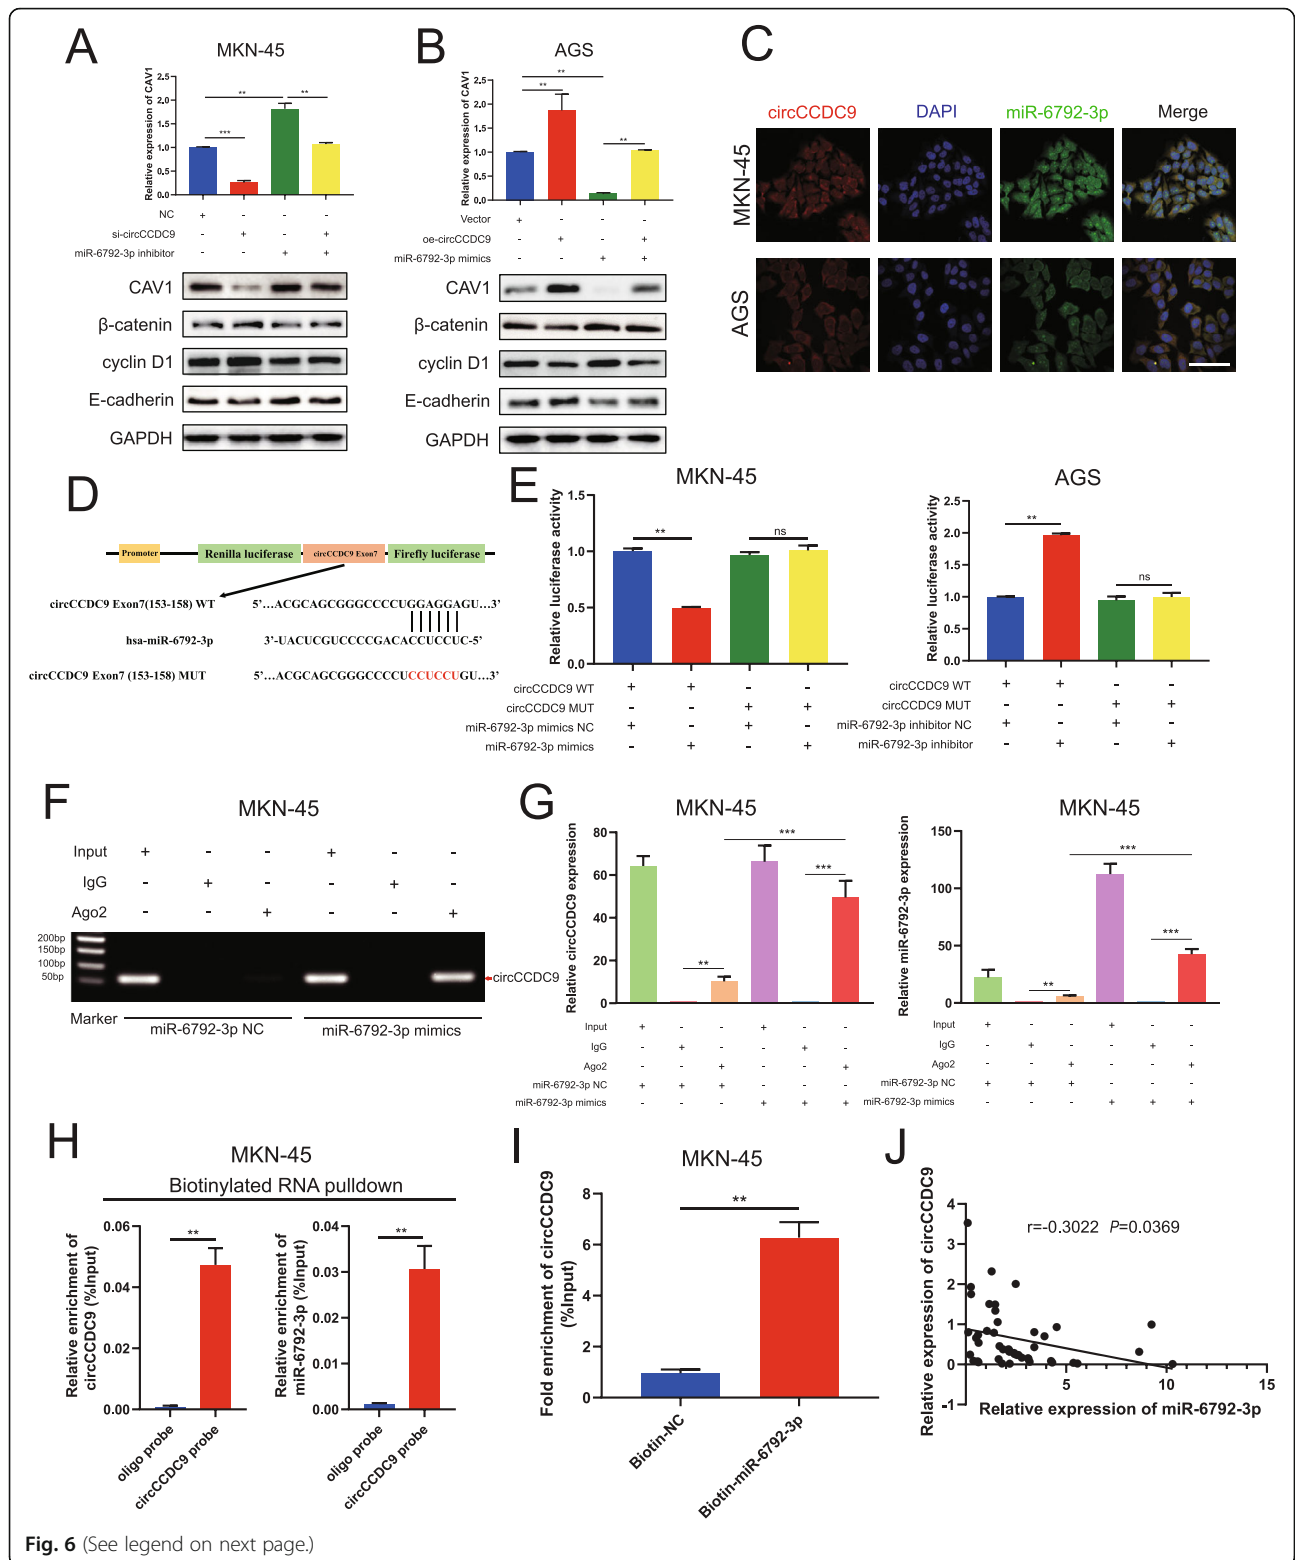 A
MKN-45
Relative expression of CAV1
2.5
2.0
1.5
1.0
0.5
0.0
***
**
**
NC + - - -
si-circCCDC9 - + - +
miR-6792-3p inhibitor - - + +
CAV1
β-catenin
cyclin D1
E-cadherin
GAPDH
B
AGS
Relative expression of CAV1
2.5
2.0
1.5
1.0
0.5
0.0
**
**
**
Vector + - - -
oe-circCCDC9 - + - +
miR-6792-3p mimics - - + +
CAV1
β-catenin
cyclin D1
E-cadherin
GAPDH
C
circCCDC9 DAPI miR-6792-3p Merge
MKN-45
AGS
D
Promoter Renilla luciferase circCCDC9 Exon7 Firefly luciferase
circCCDC9 Exon7(153-158) WT 5’…ACGCAGCGGGCCCCUGGAGGAGU…3’
hsa-miR-6792-3p 3’-UACUCGUCCCCGACACCUCCUC-5’
circCCDC9 Exon7 (153-158) MUT 5’…ACGCAGCGGGCCCCUCCUCCUGU…3’
E
MKN-45
Relative luciferase activity
1.5
1.0
0.5
0.0
** ns
circCCDC9 WT + + - -
circCCDC9 MUT - - + +
miR-6792-3p mimics NC + - + -
miR-6792-3p mimics - + - +
AGS
Relative luciferase activity
2.5
2.0
1.5
1.0
0.5
0.0
** ns
circCCDC9 WT + + - -
circCCDC9 MUT - - + +
miR-6792-3p inhibitor NC + - + -
miR-6792-3p inhibitor - + - +
F
MKN-45
Input + - - + - -
IgG - + - - + -
Ago2 - - + - - +
200bp
150bp
100bp
50bp
circCCDC9
Marker miR-6792-3p NC miR-6792-3p mimics
G
MKN-45
Relative circCCDC9 expression
80
60
40
20
0
** *** ***
Input + - - + - -
IgG - + - - + -
Ago2 - - + - - +
miR-6792-3p NC + + + - - -
miR-6792-3p mimics - - - + + +
MKN-45
Relative miR-6792-3p expression
150
100
50
0
** *** ***
Input + - - + - -
IgG - + - - + -
Ago2 - - + - - +
miR-6792-3p NC + + + - - -
miR-6792-3p mimics - - - + + +
H
MKN-45
Biotinylated RNA pulldown
Relative enrichment of
circCCDC9 (%Input)
0.06
0.04
0.02
0.00
**
oligo probe
circCCDC9 probe
Relative enrichment of
miR-6792-3p (%Input)
0.04
0.03
0.02
0.01
0.00
**
oligo probe
circCCDC9 probe
I
MKN-45
Fold enrichment of circCCDC9
(%Input)
8
6
4
2
0
**
Biotin-NC
Biotin-miR-6792-3p
J
Relative expression of circCCDC9
4
3
2
1
0
-1
r=-0.3022 P=0.0369
5 10 15
Relative expression of miR-6792-3p
Fig. 6 (See legend on next page.)